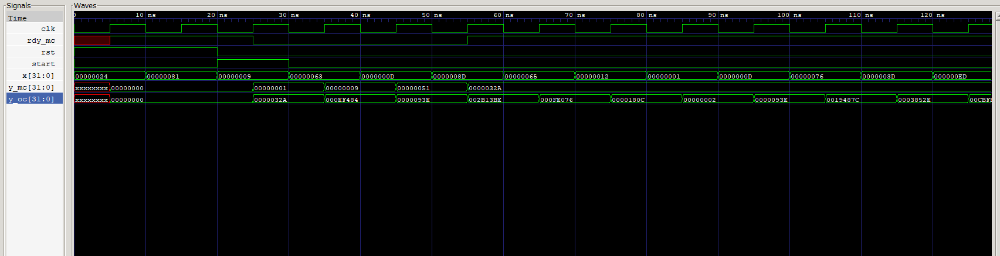 Signals Waves
Time 0 10 ns 20 ns 30 ns 40 ns 50 ns 60 ns 70 ns 80 ns 90 ns 100 ns 110 ns 120 ns
clk
rdy_mc
rst
start
x[31:0] 00000024 00000081 00000009 00000063 0000000D 0000008D 00000065 00000012 00000001 0000000D 00000076 0000003D 000000ED
y_mc[31:0] xxxxxxxx 00000000 00000001 00000009 00000051 0000032A
y_oc[31:0] xxxxxxxx 00000000 0000032A 000EF484 0000093E 002B13BE 000FE076 0000180C 00000002 0000093E 0019487C 0003852E